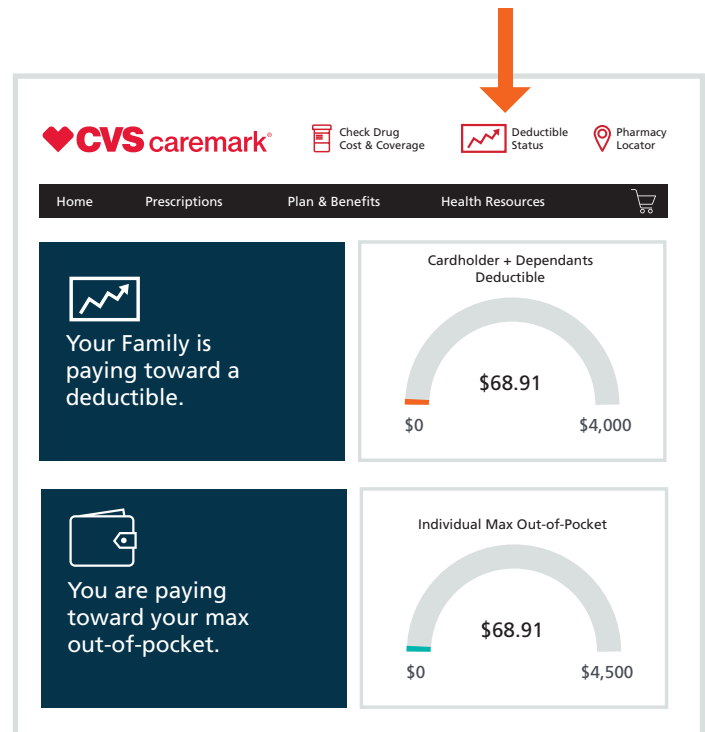 CVS caremark®
Check Drug
Cost & Coverage
Deductible
Status
Pharmacy
Locator
Home
Prescriptions
Plan & Benefits
Health Resources
Your Family is
paying toward a
deductible.
Cardholder + Dependants
Deductible
$68.91
$0
$4,000
You are paying
toward your max
out-of-pocket.
Individual Max Out-of-Pocket
$68.91
$0
$4,500